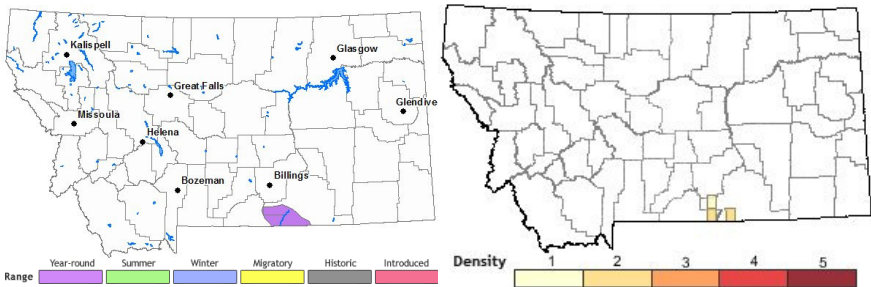 Kalispell
Glasgow
Great Falls
Glendive
Missoula
Helena
Bozeman
Billings
Range
Year-round
Summer
Winter
Migratory
Historic
Introduced
Density
1
2
3
4
5